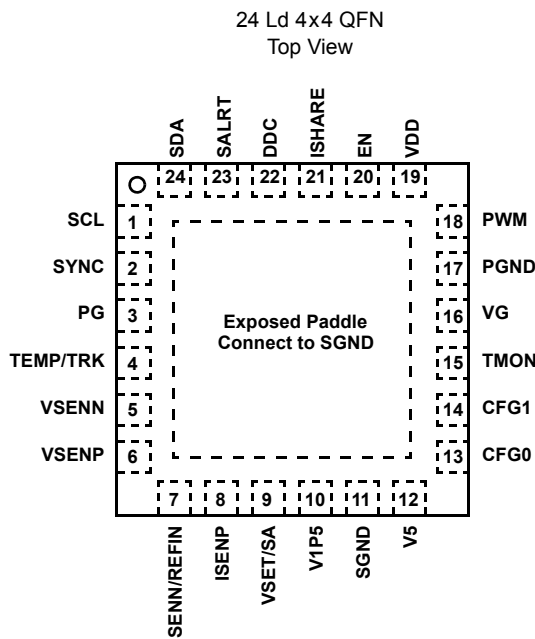 24 Ld 4x4 QFN
Top View
SDA
SALRT
DDC
ISHARE
EN
VDD
24 23 22 21 20 19
SCL 1
18 PWM
SYNC 2
17 PGND
PG 3
16 VG
Exposed Paddle
Connect to SGND
TEMP/TRK 4
15 TMON
VSENN 5
14 CFG1
VSENP 6
13 CFG0
7 8 9 10 11 12
SENN/REFIN
ISENP
VSET/SA
V1P5
SGND
V5